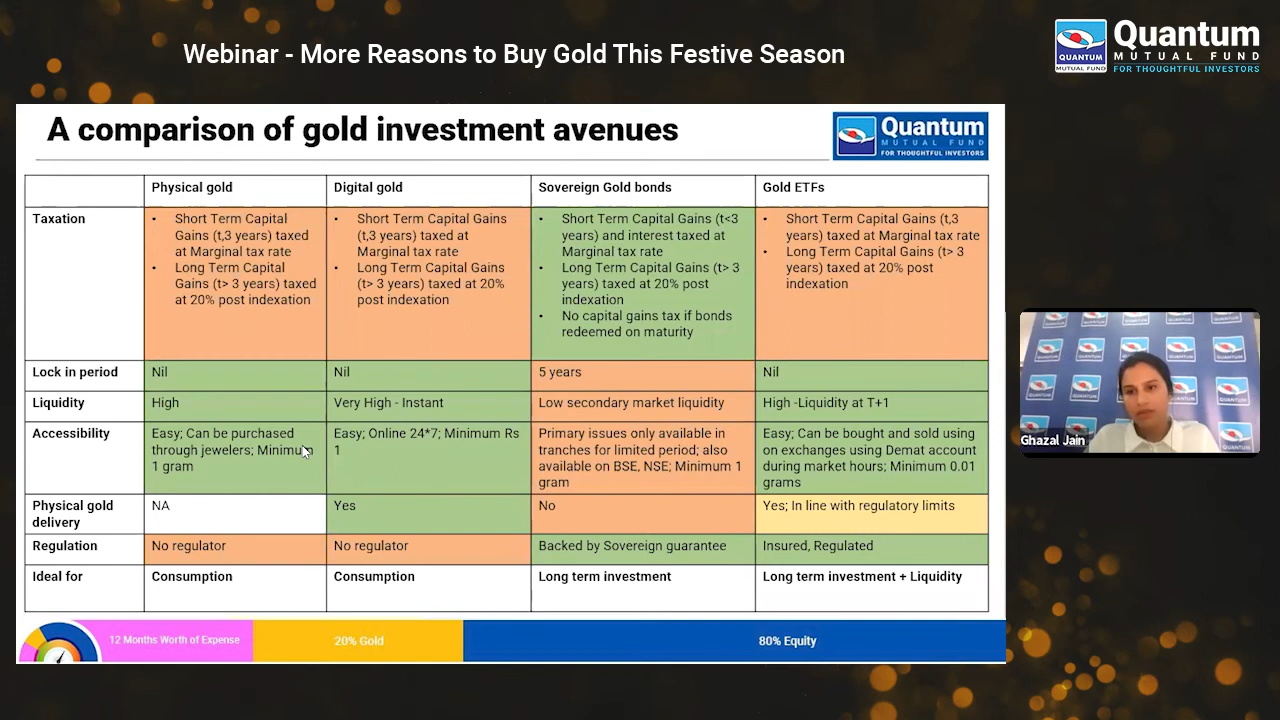 Webinar - More Reasons to Buy Gold This Festive Season
QUANTUM
MUTUAL FUND
Quantum
MUTUAL FUND
FOR THOUGHTFUL INVESTORS
A comparison of gold investment avenues
Quantum
MUTUAL FUND
FOR THOUGHTFUL INVESTORS
Physical gold
Digital gold
Sovereign Gold bonds
Gold ETFs
Taxation
• Short Term Capital
Gains (t,3 years) taxed
at Marginal tax rate
• Long Term Capital
Gains (t> 3 years) taxed
at 20% post indexation
• Short Term Capital Gains
(t,3 years) taxed at
Marginal tax rate
• Long Term Capital Gains
(t> 3 years) taxed at 20%
post indexation
• Short Term Capital Gains (t<3
years) and interest taxed at
Marginal tax rate
• Long Term Capital Gains (t> 3
years) taxed at 20% post
indexation
• No capital gains tax if bonds
redeemed on maturity
• Short Term Capital Gains (t,3
years) taxed at Marginal tax rate
• Long Term Capital Gains (t> 3
years) taxed at 20% post
indexation
Lock in period
Nil
Nil
5 years
Nil
Liquidity
High
Very High - Instant
Low secondary market liquidity
High -Liquidity at T+1
Accessibility
Easy; Can be purchased
through jewelers; Minimum
1 gram
Easy; Online 24*7; Minimum Rs
1
Primary issues only available in
tranches for limited period; also
available on BSE, NSE; Minimum 1
gram
Easy; Can be bought and sold using
on exchanges using Demat account
during market hours; Minimum 0.01
grams
Physical gold
delivery
NA
Yes
No
Yes; In line with regulatory limits
Regulation
No regulator
No regulator
Backed by Sovereign guarantee
Insured, Regulated
Ideal for
Consumption
Consumption
Long term investment
Long term investment + Liquidity
12 Months Worth of Expense
20% Gold
80% Equity
Ghazal Jain